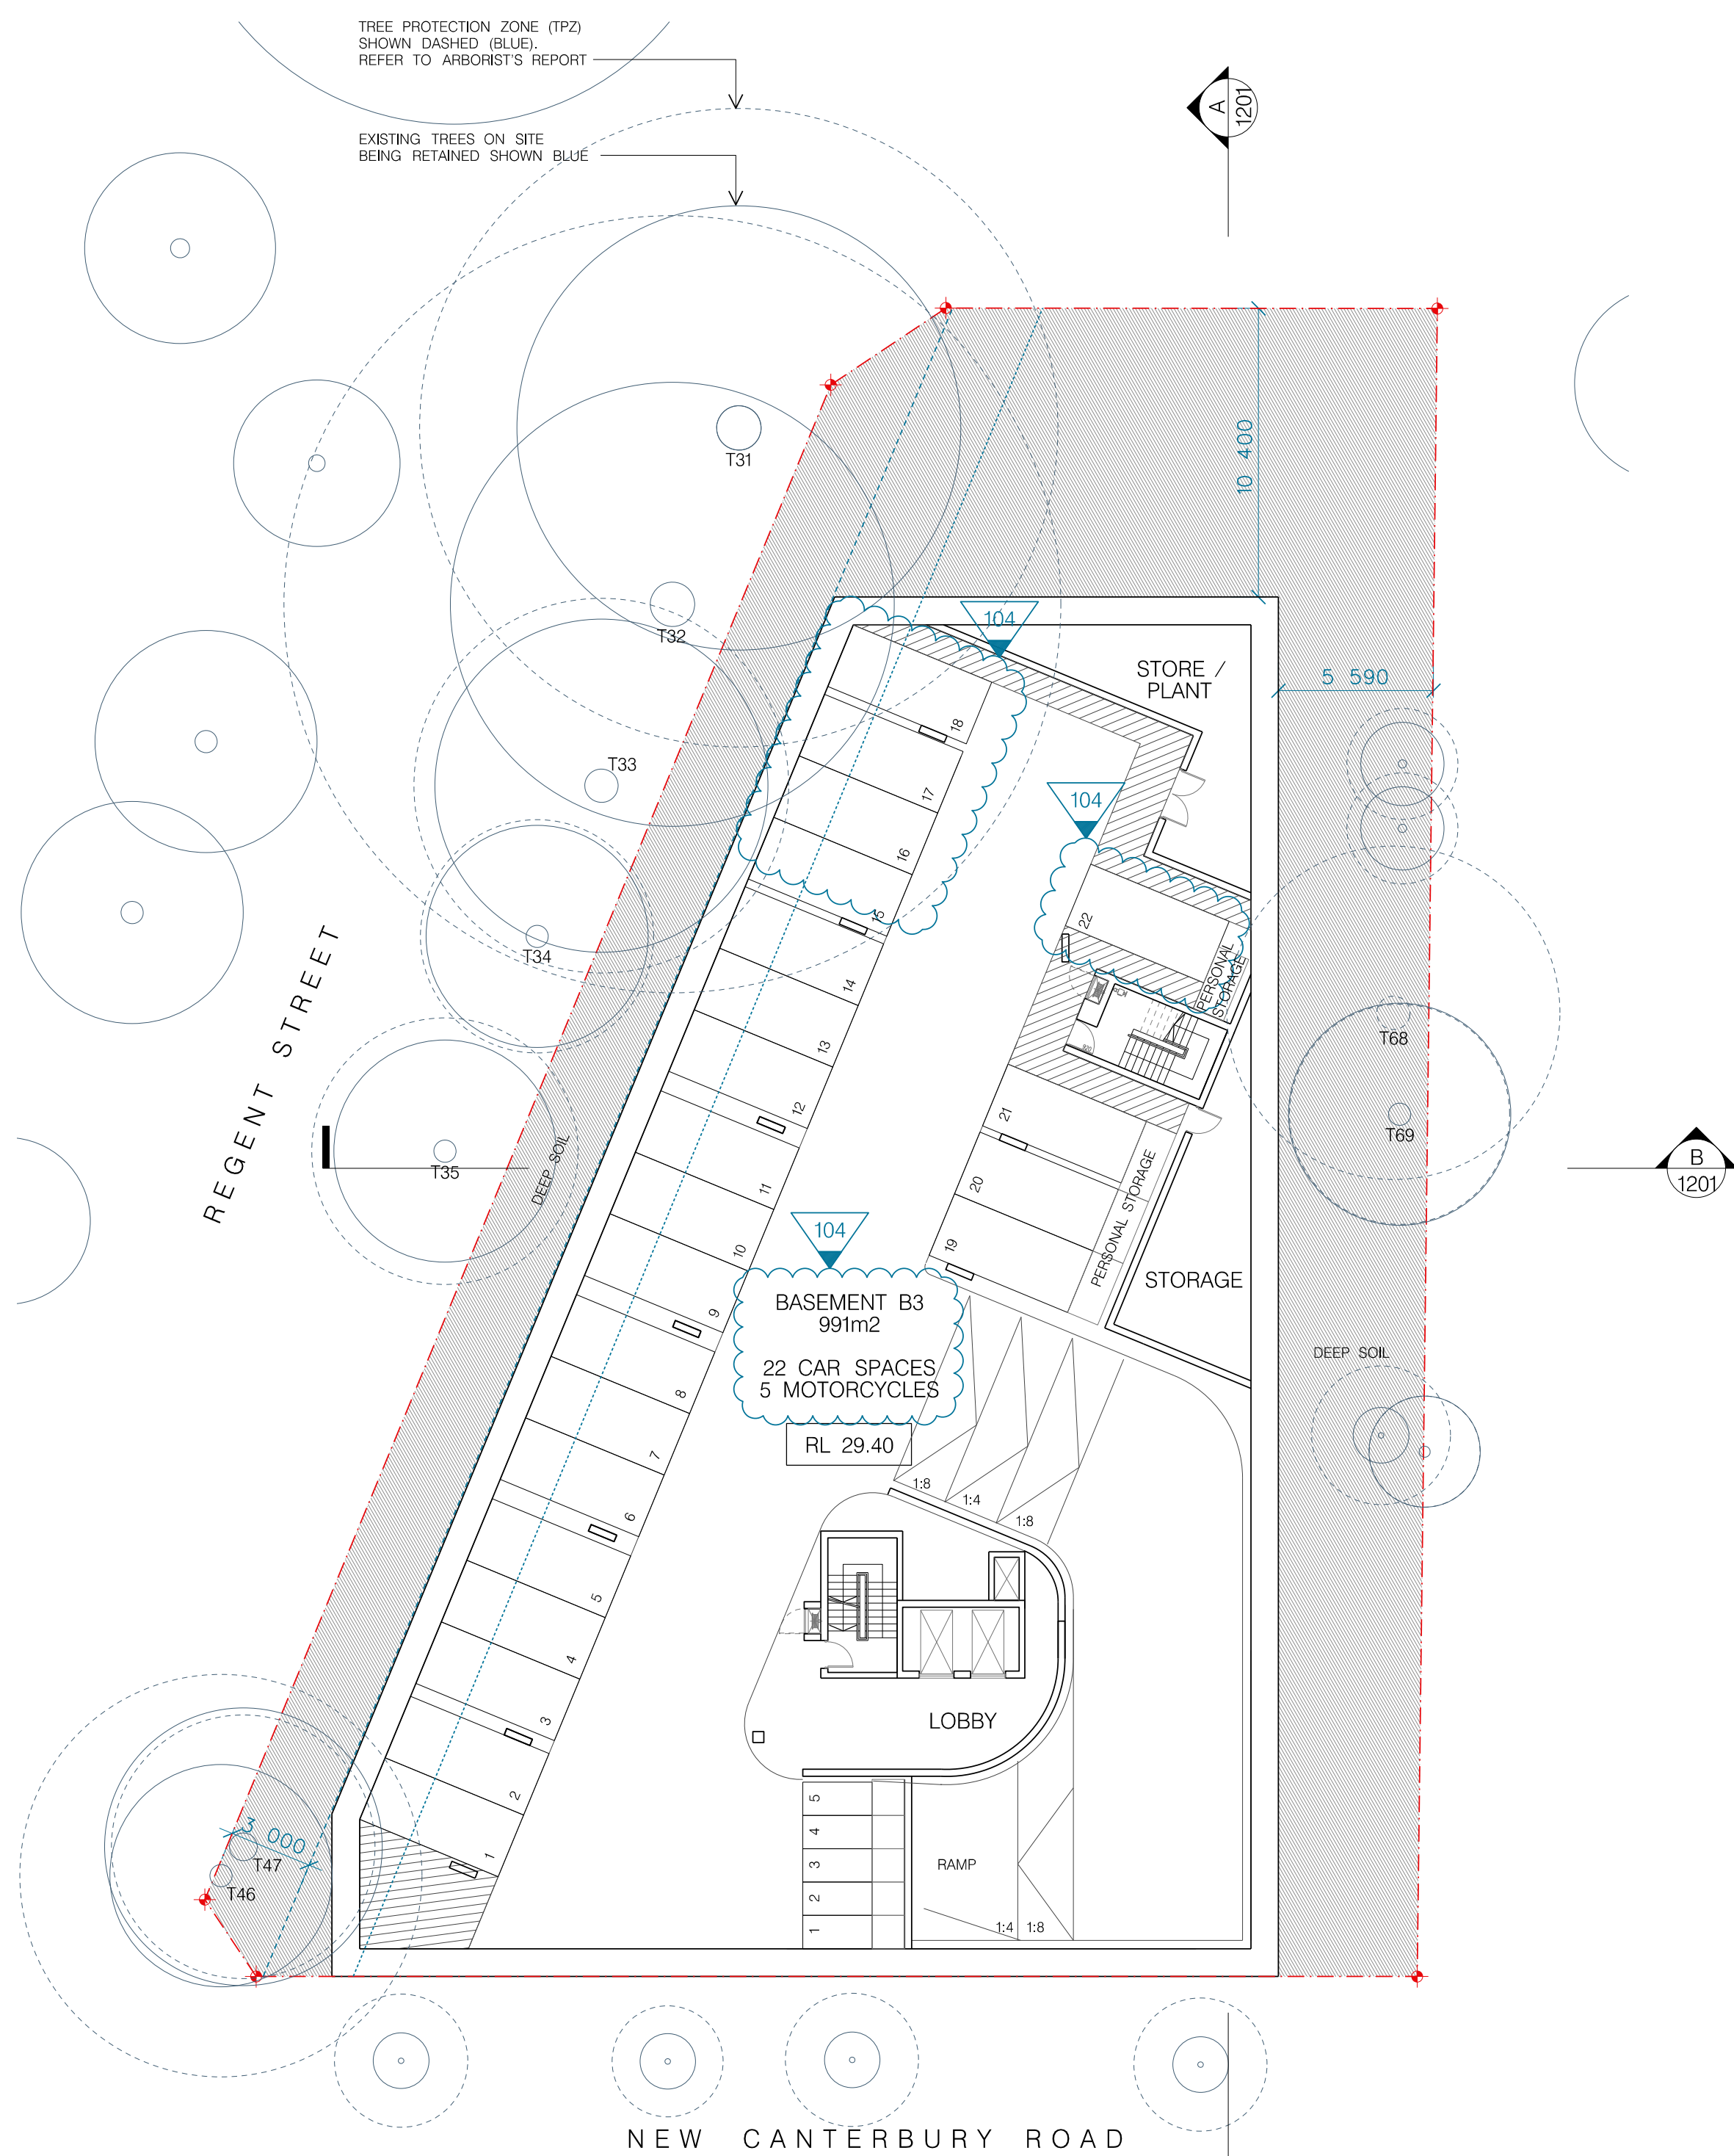 TREE PROTECTION ZONE (TPZ)
SHOWN DASHED (BLUE).
REFER TO ARBORIST'S REPORT
EXISTING TREES ON SITE
BEING RETAINED SHOWN BLUE
A
1201
T31
10 400
T32
104
STORE /
PLANT
5 590
18
T33
17
104
16
15
22
T34
PERSONAL
STORAGE
14
T68
13
920
12
21
T69
REGENT STREET
T35
DEEP SOIL
B
1201
11
20
PERSONAL STORAGE
10
19
104
STORAGE
BASEMENT B3
991m2
22 CAR SPACES
5 MOTORCYCLES
9
DEEP SOIL
8
RL 29.40
7
1:8
1:4
1:8
6
5
4
LOBBY
3
2
5
4
3
2
1
3 000
T47
T46
1
RAMP
1:4
1:8
NEW CANTERBURY ROAD